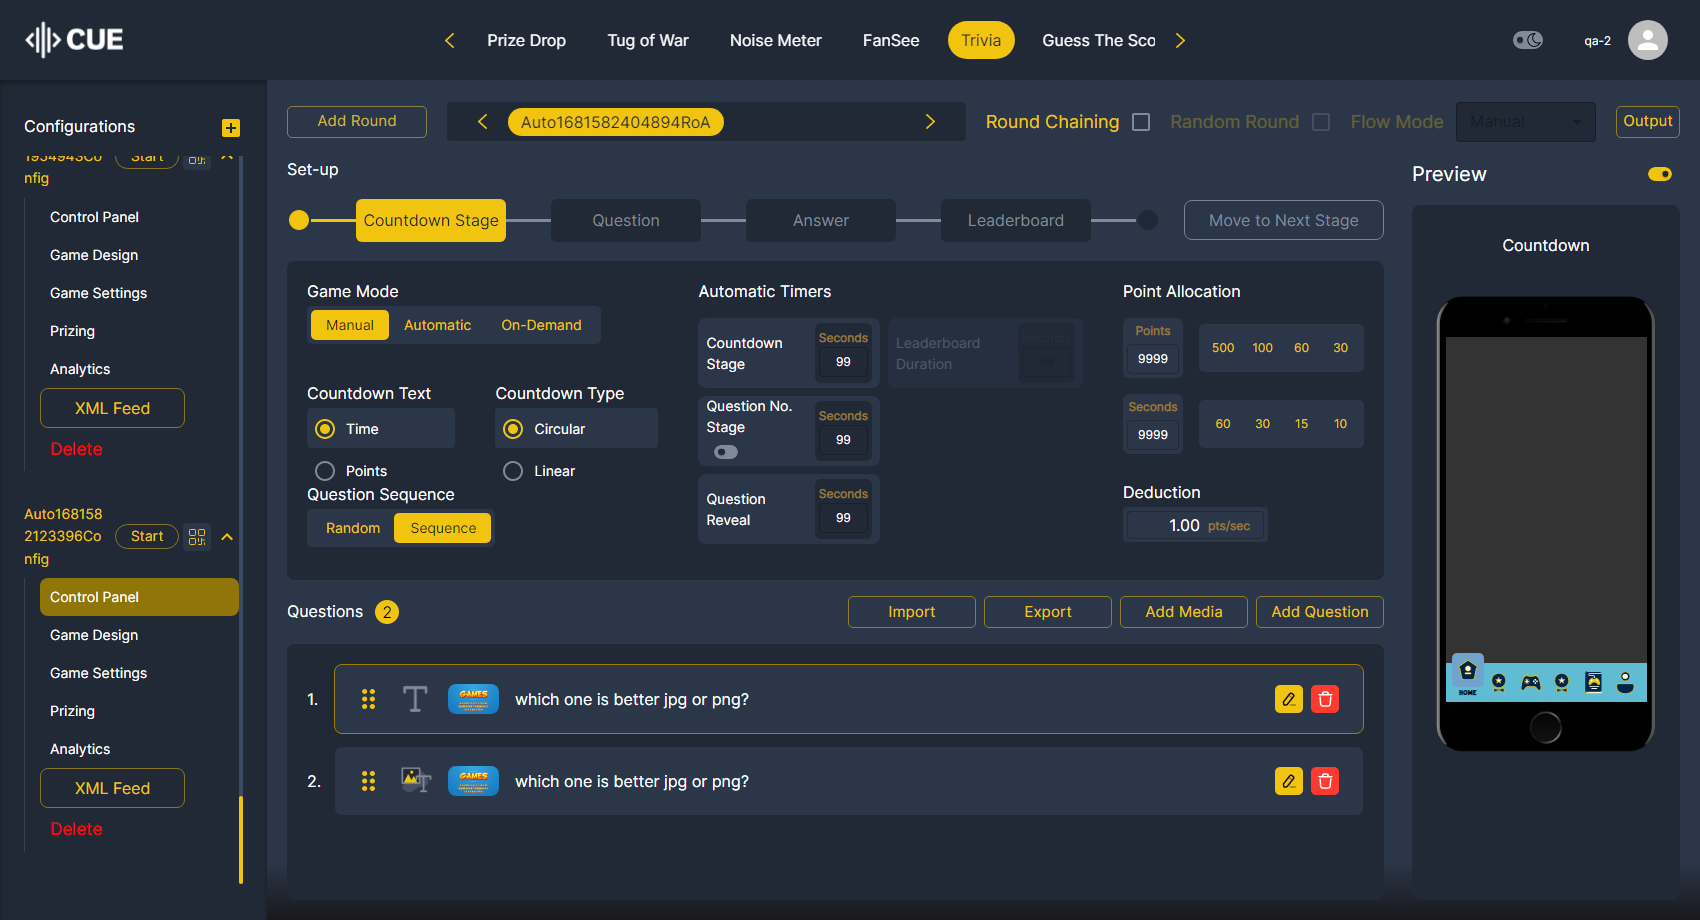 CUE
Prize Drop
Tug of War
Noise Meter
FanSee
Trivia
Guess The Sco
qa-2
Configurations
nfig
Control Panel
Game Design
Game Settings
Prizing
Analytics
XML Feed
Delete
Auto168158
2123396Co
nfig
Start
Control Panel
Game Design
Game Settings
Prizing
Analytics
XML Feed
Delete
Add Round
Auto1681582404894RoA
Round Chaining
Random Round
Flow Mode
Manual
Output
Set-up
Countdown Stage
Question
Answer
Leaderboard
Move to Next Stage
Game Mode
Manual
Automatic
On-Demand
Countdown Text
Time
Points
Countdown Type
Circular
Linear
Question Sequence
Random
Sequence
Automatic Timers
Countdown
Stage
Seconds
99
Leaderboard
Duration
Question No.
Stage
Seconds
99
Question
Reveal
Seconds
99
Point Allocation
Points
9999
500 100 60 30
Seconds
9999
60 30 15 10
Deduction
1.00 pts/sec
Questions 2
Import
Export
Add Media
Add Question
1. T GAMES which one is better jpg or png?
2. T GAMES which one is better jpg or png?
Preview
Countdown
HOME